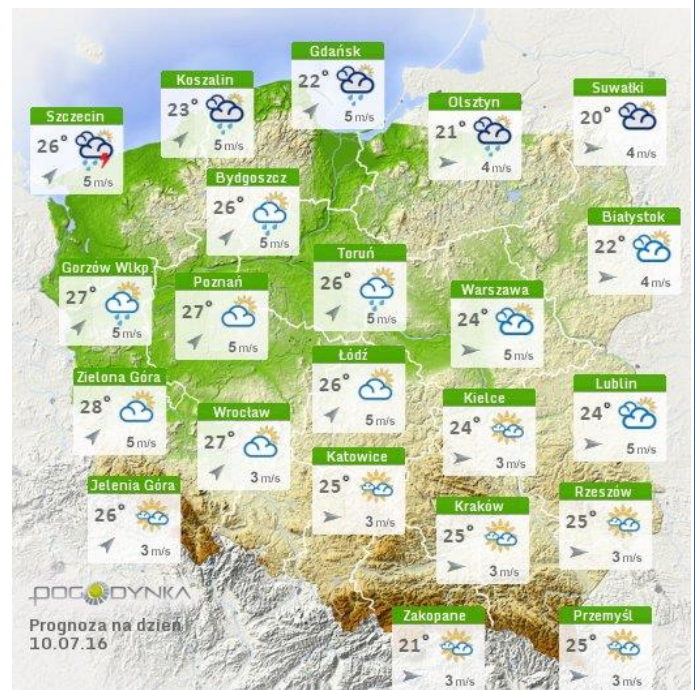 Gdańsk
22°
5 m/s
Koszalin
23°
5 m/s
Suwałki
20°
4 m/s
Olsztyn
21°
4 m/s
Szczecin
26°
5 m/s
Bydgoszcz
26°
5 m/s
Białystok
22°
4 m/s
Toruń
26°
5 m/s
Gorzów Wlkp.
27°
5 m/s
Poznań
27°
5 m/s
Warszawa
24°
5 m/s
Łódź
26°
5 m/s
Zielona Góra
28°
5 m/s
Lublin
24°
5 m/s
Kielce
24°
3 m/s
Wrocław
27°
3 m/s
Katowice
25°
3 m/s
Jelenia Góra
26°
3 m/s
Rzeszów
25°
3 m/s
Kraków
25°
3 m/s
POGODYNKA
Prognoza na dzień
10.07.16
Zakopane
21°
3 m/s
Przemyśl
25°
3 m/s